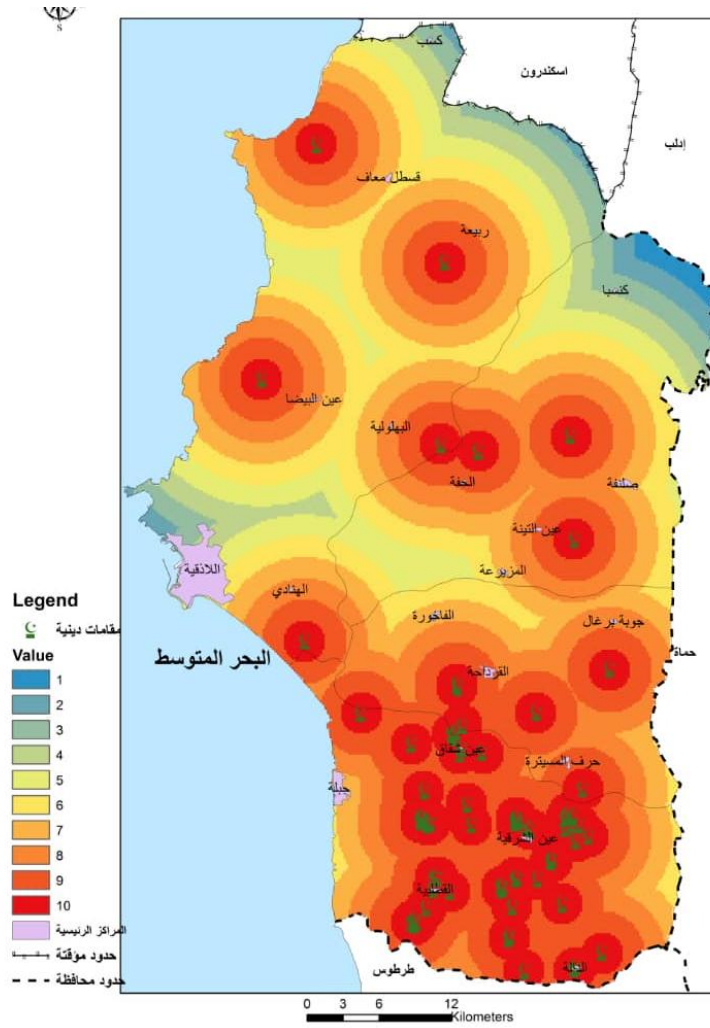 كسب
اسكندرون
إدلب
قسطل معاف
ربيعة
كنسبا
عين البيضا
البهلولية
الحفة
صلنفة
عين التينة
اللاذقية
المزيرعة
الهنادي
الفاخورة
جوبة برغال
البحر المتوسط
القرداحة
حماة
عين شقاق
حرف المسيترة
جبلة
عين الشرقية
القطيلبية
الدالية
طرطوس
Legend
مقامات دينية
Value
1
2
3
4
5
6
7
8
9
10
المراكز الرئيسية
حدود مؤقتة
حدود محافظة
0 3 6 12
Kilometers
S